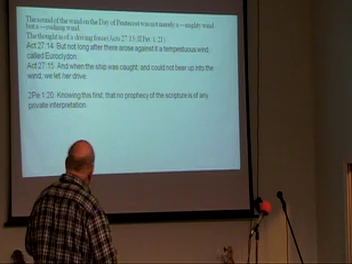 The sound of the wind on the Day of Pentecost was not merely a —mighty wind
but a —rushing wind.
The thought is of a driving force (Acts 27:15; II Pet. 1:21).
Act 27:14 But not long after there arose against it a tempestuous wind,
called Euroclydon.
Act 27:15 And when the ship was caught, and could not bear up into the
wind, we let her drive.
2Pe 1:20 Knowing this first, that no prophecy of the scripture is of any
private interpretation.